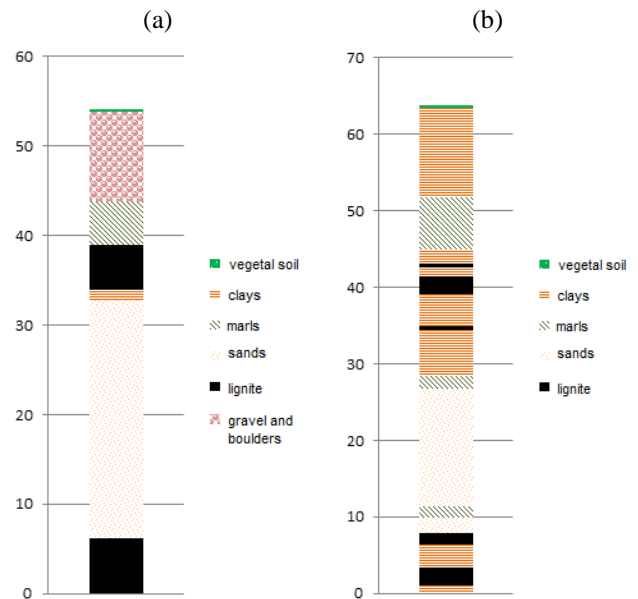 (a)
60
50
40
30
20
10
0
vegetal soil
clays
marls
sands
lignite
gravel and
boulders
(b)
70
60
50
40
30
20
10
0
vegetal soil
clays
marls
sands
lignite